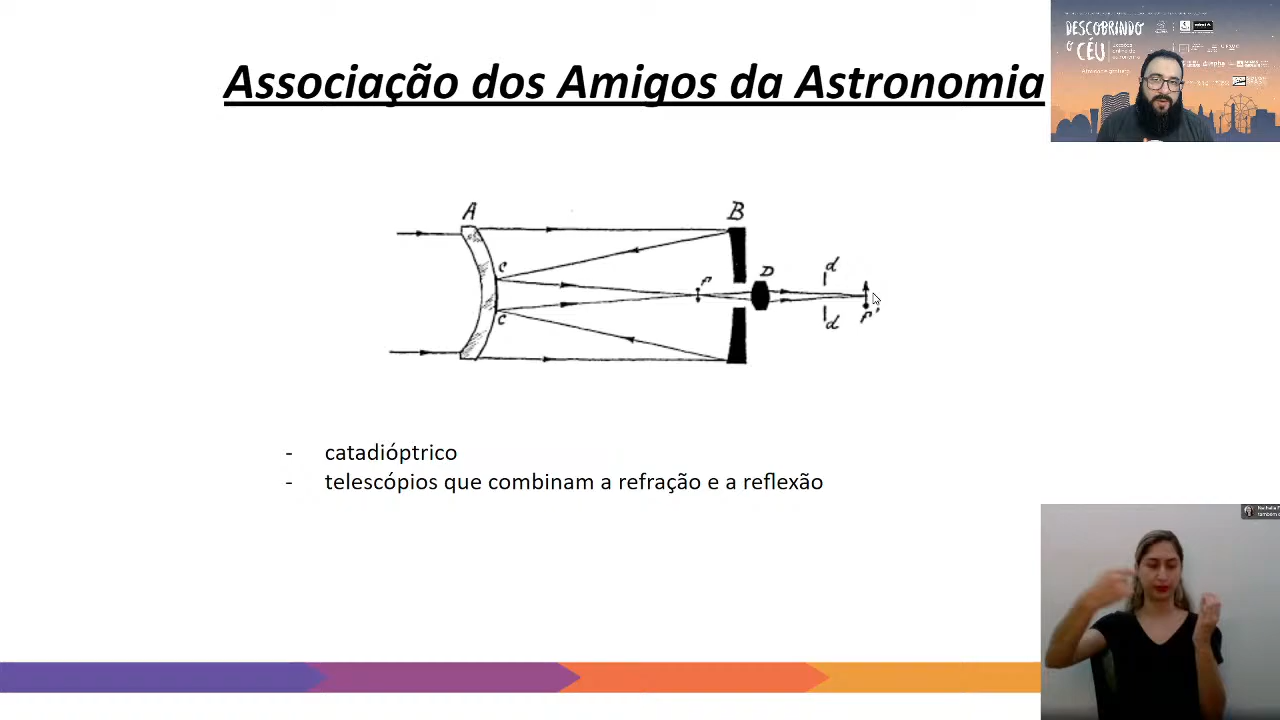 Associação dos Amigos da Astronomia
DESCOBRINDO
O CÉU
A B
C
C
F
D
d
d
F'
- catadióptrico
- telescópios que combinam a refração e a reflexão